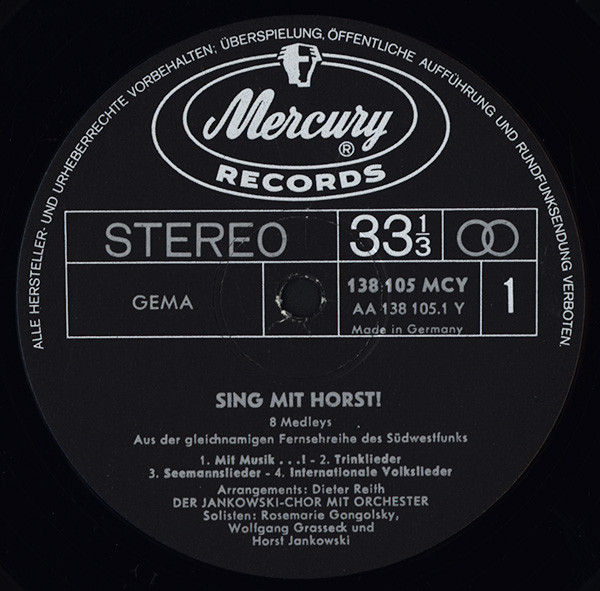 ALLE HERSTELLER- UND URHEBERRECHTE VORBEHALTEN; ÜBERSPIELUNG, ÖFFENTLICHE AUFFÜHRUNG UND RUNDFUNKSENDUNG VERBOTEN.
Mercury ®
RECORDS
STEREO
33 1/3
GEMA
138 105 MCY
AA 138 105.1 Y
Made in Germany
1
SING MIT HORST!
8 Medleys
Aus der gleichnamigen Fernsehreihe des Südwestfunks
1. Mit Musik . . .! - 2. Trinklieder
3. Seemannslieder - 4. Internationale Volkslieder
Arrangements: Dieter Reith
DER JANKOWSKI-CHOR MIT ORCHESTER
Solisten: Rosemarie Gongolsky,
Wolfgang Grasseck und
Horst Jankowski